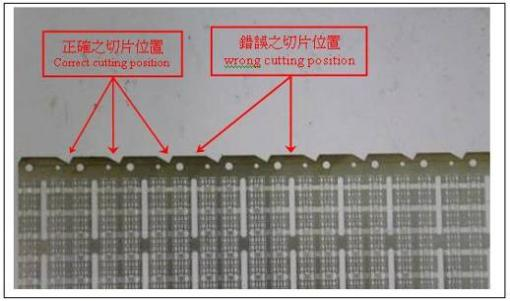 正確之切片位置
Correct cutting position
錯誤之切片位置
wrong cutting position